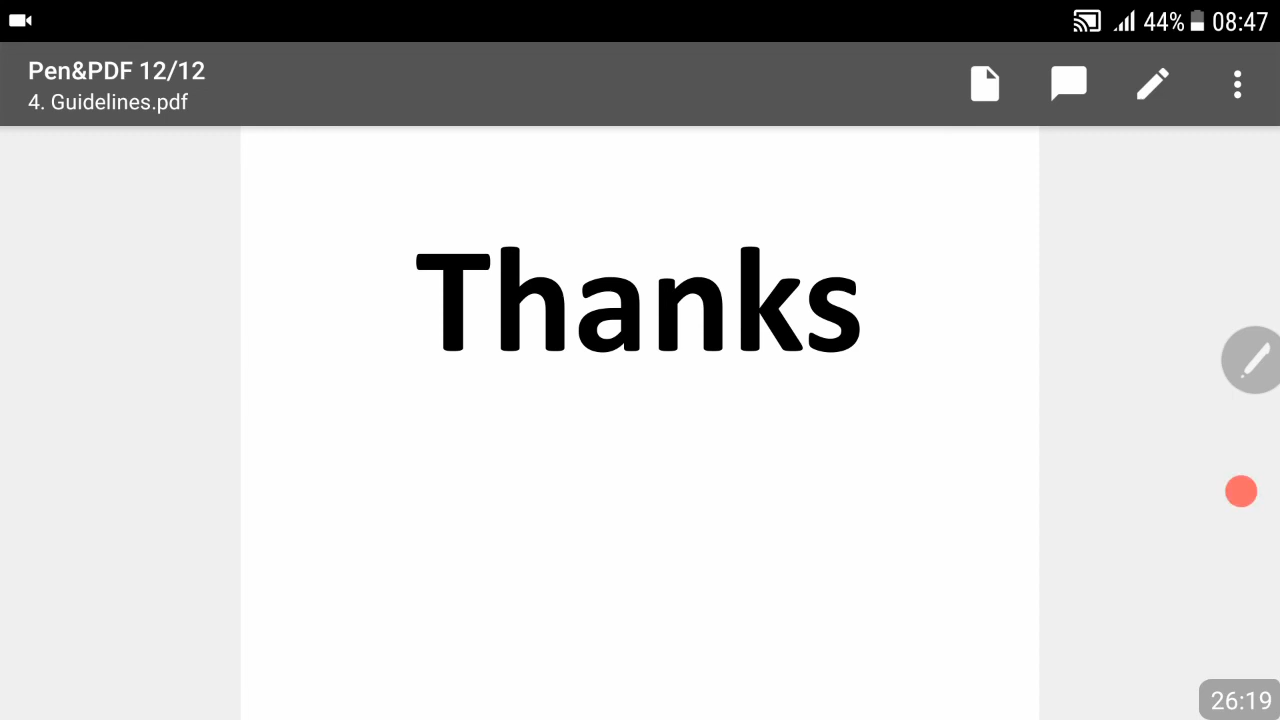 44% 08:47
Pen&PDF 12/12
4. Guidelines.pdf
Thanks
26:19